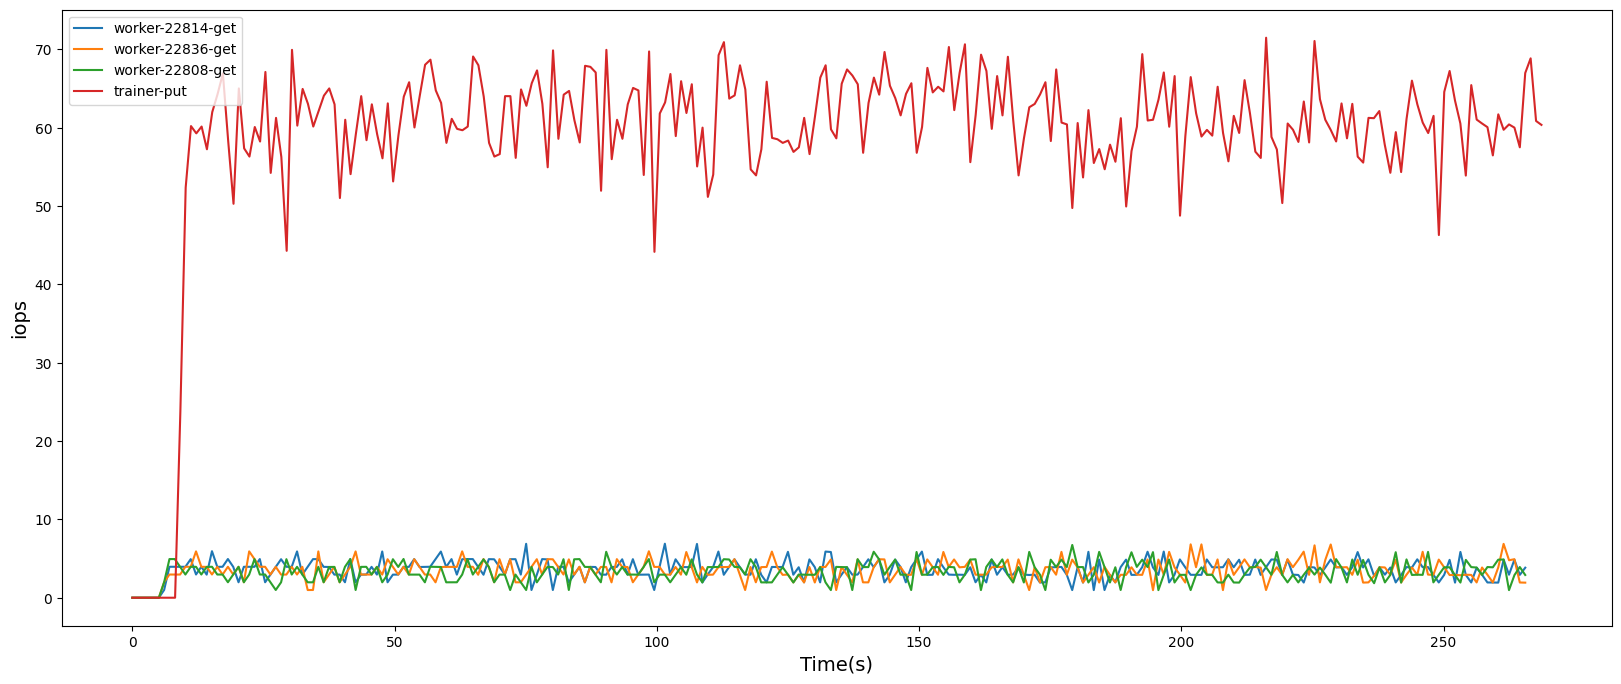 worker-22814-get
worker-22836-get
worker-22808-get
trainer-put
70
60
50
40
30
20
10
0
iops
0 50 100 150 200 250
Time(s)